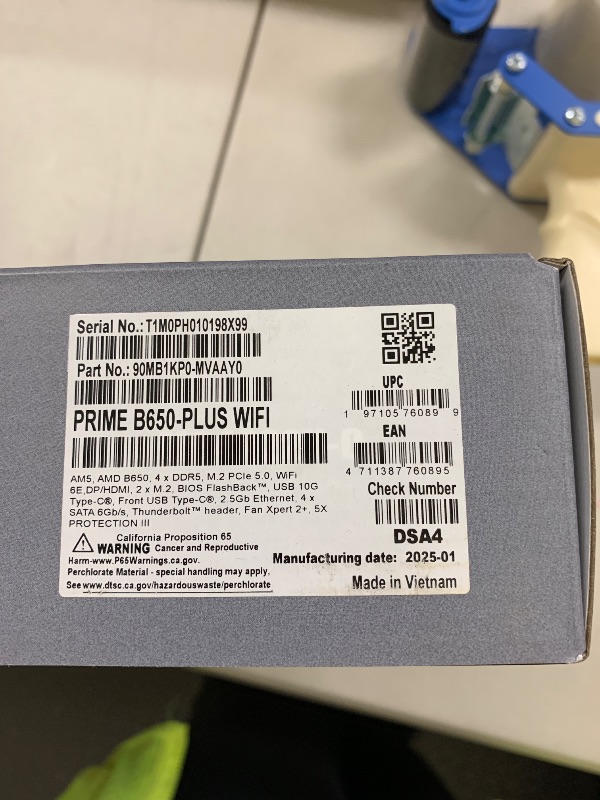 Serial No.: T1M0PH010198X99
Part No.: 90MB1KP0-MVAAY0
PRIME B650-PLUS WIFI
AM5, AMD B650, 4 x DDR5, M.2 PCIe 5.0, WiFi
6E,DP/HDMI, 2 x M.2, BIOS FlashBack™, USB 10G
Type-C®, Front USB Type-C®, 2.5Gb Ethernet, 4 x
SATA 6Gb/s, Thunderbolt™ header, Fan Xpert 2+, 5X
PROTECTION III
California Proposition 65
WARNING Cancer and Reproductive
Harm-www.P65Warnings.ca.gov.
Perchlorate Material - special handling may apply,
See www.dtsc.ca.gov/hazardouswaste/perchlorate
UPC
1 97105 76089 9
EAN
4 711387 760895
Check Number
DSA4
Manufacturing date: 2025-01
Made in Vietnam